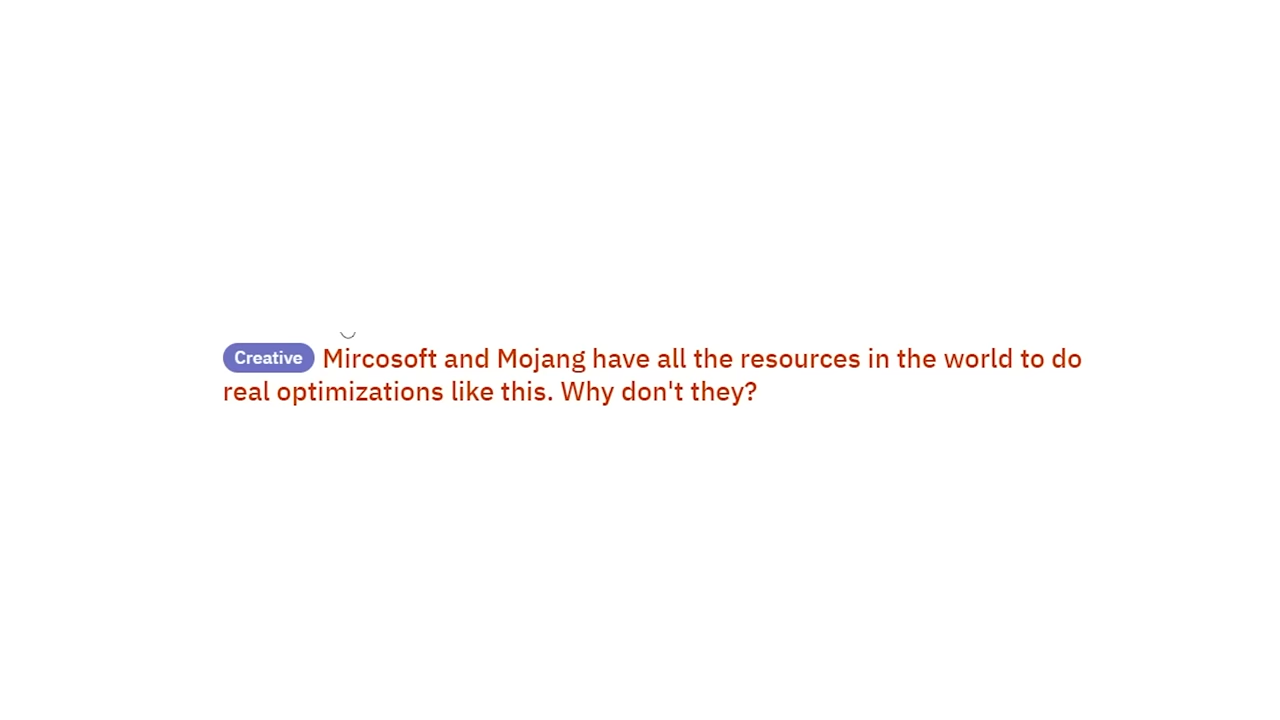 Creative Mircosoft and Mojang have all the resources in the world to do
real optimizations like this. Why don't they?